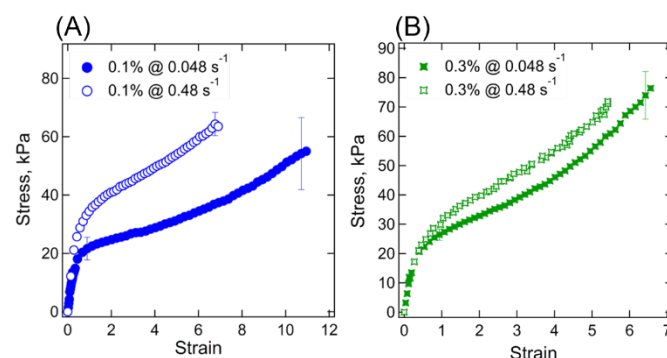 (A)
0.1% @ 0.048 s⁻¹
0.1% @ 0.48 s⁻¹
Stress, kPa
80
60
40
20
0
0 2 4 6 8 10 12
Strain
(B)
0.3% @ 0.048 s⁻¹
0.3% @ 0.48 s⁻¹
Stress, kPa
90
80
70
60
50
40
30
20
10
0
0 1 2 3 4 5 6 7
Strain